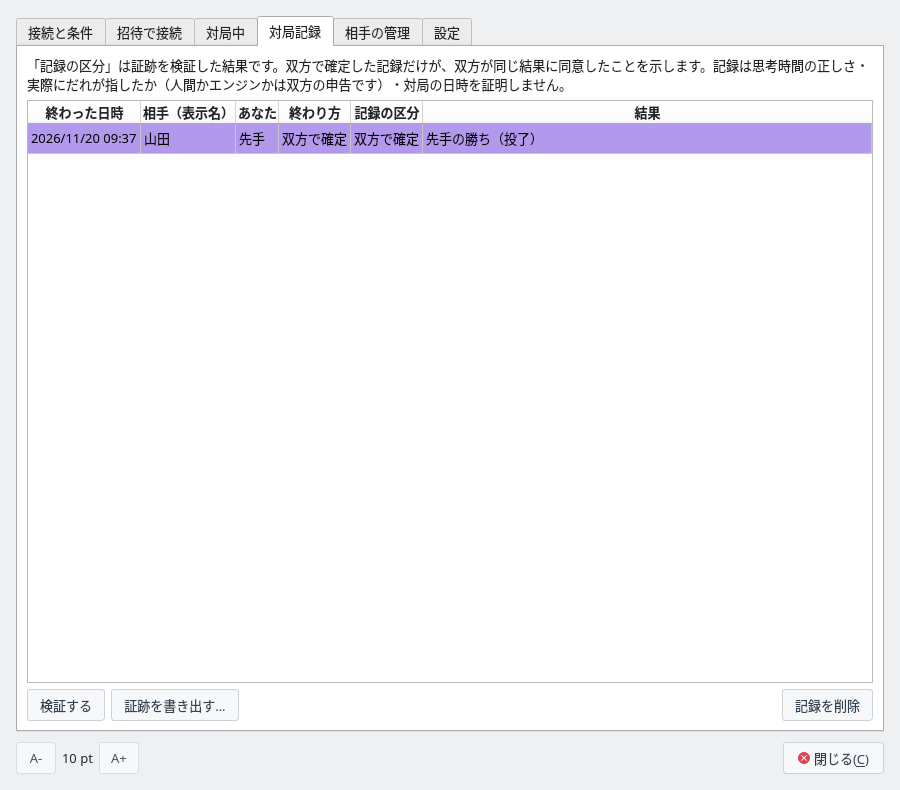 接続と条件 招待で接続 対局中 対局記録 相手の管理 設定
「記録の区分」は証跡を検証した結果です。双方で確定した記録だけが、双方が同じ結果に同意したことを示します。記録は思考時間の正しさ・
実際にだれが指したか（人間かエンジンかは双方の申告です）・対局の日時を証明しません。
終わった日時 相手（表示名） あなた 終わり方 記録の区分 結果
2026/11/20 09:37 山田 先手 双方で確定 双方で確定 先手の勝ち（投了）
検証する 証跡を書き出す... 記録を削除
A- 10 pt A+ 閉じる(C)